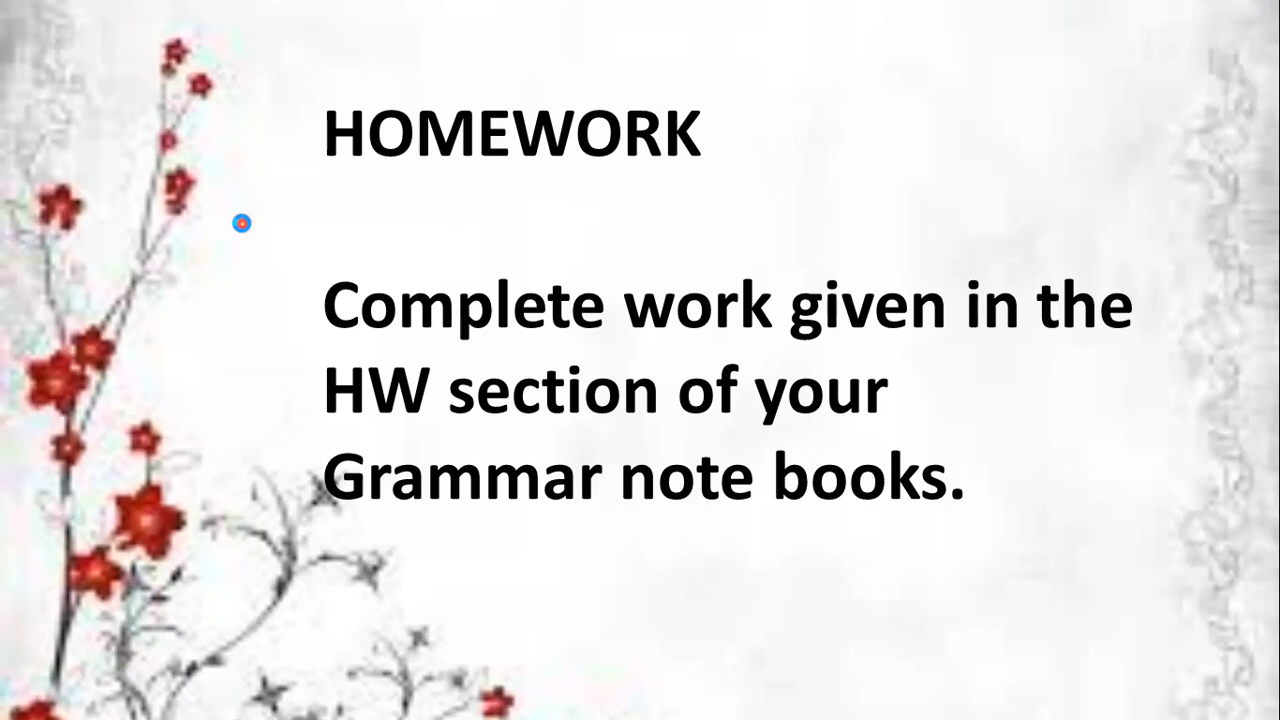 HOMEWORK
Complete work given in the
HW section of your
Grammar note books.